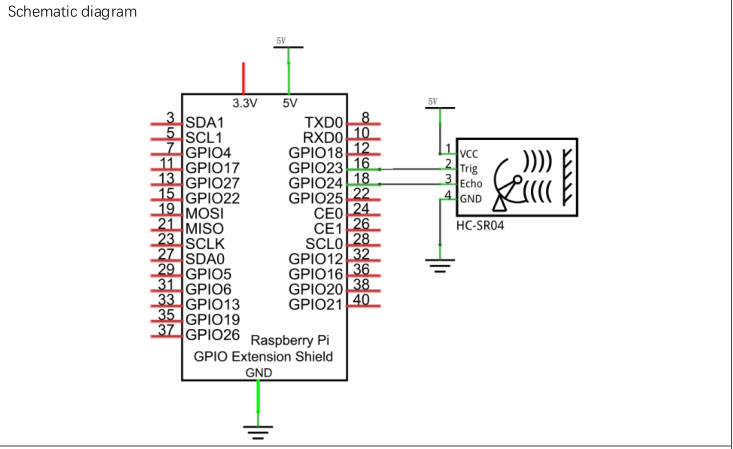 Schematic diagram
5V
3.3V 5V
3 SDA1 TXD0 8
5 SCL1 RXD0 10
7 GPIO4 GPIO18 12
11 GPIO17 GPIO23 16
13 GPIO27 GPIO24 18
15 GPIO22 GPIO25 22
19 MOSI CE0 24
21 MISO CE1 26
23 SCLK SCL0 28
27 SDA0 GPIO12 32
29 GPIO5 GPIO16 36
31 GPIO6 GPIO20 38
33 GPIO13 GPIO21 40
35 GPIO19
37 GPIO26
Raspberry Pi
GPIO Extension Shield
GND
5V
1 VCC
2 Trig
3 Echo
4 GND
HC-SR04